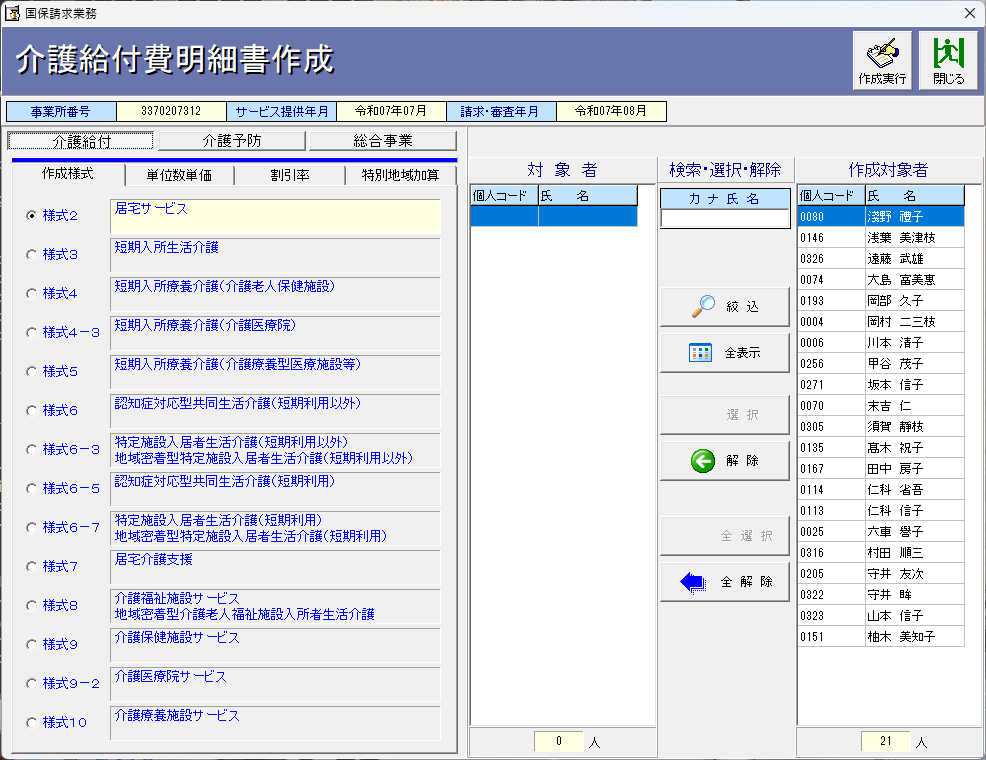 国保請求業務
介護給付費明細書作成
作成実行
閉じる
事業所番号 3370207312 サービス提供年月 令和07年07月 請求・審査年月 令和07年08月
介護給付 介護予防 総合事業
作成様式 単位数単価 割引率 特別地域加算
様式2 居宅サービス
様式3 短期入所生活介護
様式4 短期入所療養介護(介護老人保健施設)
様式4-3 短期入所療養介護(介護医療院)
様式5 短期入所療養介護(介護療養型医療施設等)
様式6 認知症対応型共同生活介護(短期利用以外)
様式6-3 特定施設入居者生活介護(短期利用以外)
地域密着型特定施設入居者生活介護(短期利用以外)
様式6-5 認知症対応型共同生活介護(短期利用)
様式6-7 特定施設入居者生活介護(短期利用)
地域密着型特定施設入居者生活介護(短期利用)
様式7 居宅介護支援
様式8 介護福祉施設サービス
地域密着型介護老人福祉施設入所者生活介護
様式9 介護保健施設サービス
様式9-2 介護医療院サービス
様式10 介護療養施設サービス
対 象 者
個人コード 氏 名
0 人
検索・選択・解除
カ ナ 氏 名
絞 込
全表示
選 択
解 除
全 選 択
全 解 除
作成対象者
個人コード 氏 名
0080 淺野 禮子
0146 浅葉 美津枝
0326 遠藤 武雄
0074 大島 富美恵
0193 岡部 久子
0004 岡村 二三枝
0006 川本 清子
0256 甲谷 茂子
0271 坂本 信子
0070 末吉 仁
0305 須賀 靜枝
0135 髙木 祝子
0167 田中 房子
0114 仁科 省吾
0113 仁科 信子
0025 六車 譽子
0316 村田 順三
0205 守井 友次
0322 守井 眸
0323 山本 信子
0151 柚木 美知子
21 人